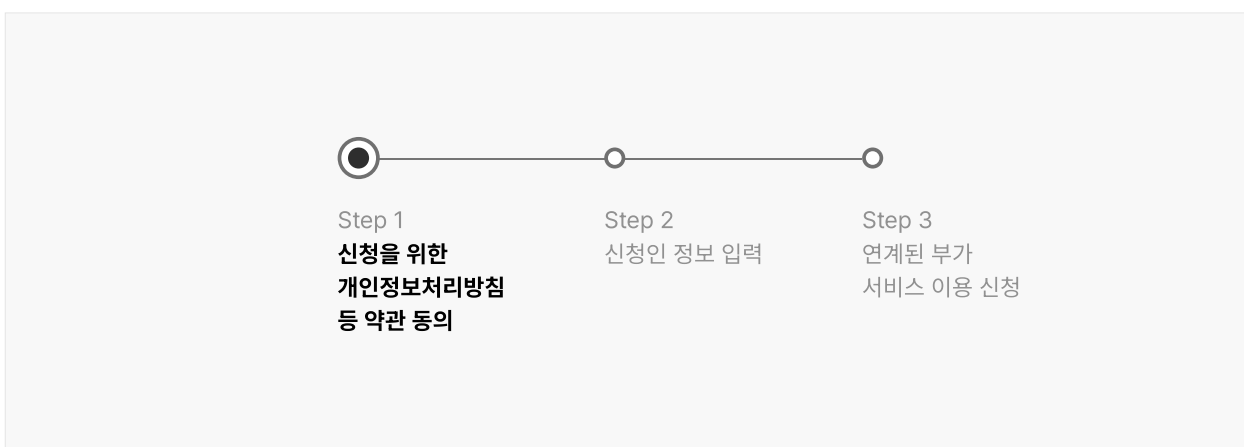 Step 1
신청을 위한
개인정보처리방침
등 약관 동의
Step 2
신청인 정보 입력
Step 3
연계된 부가
서비스 이용 신청